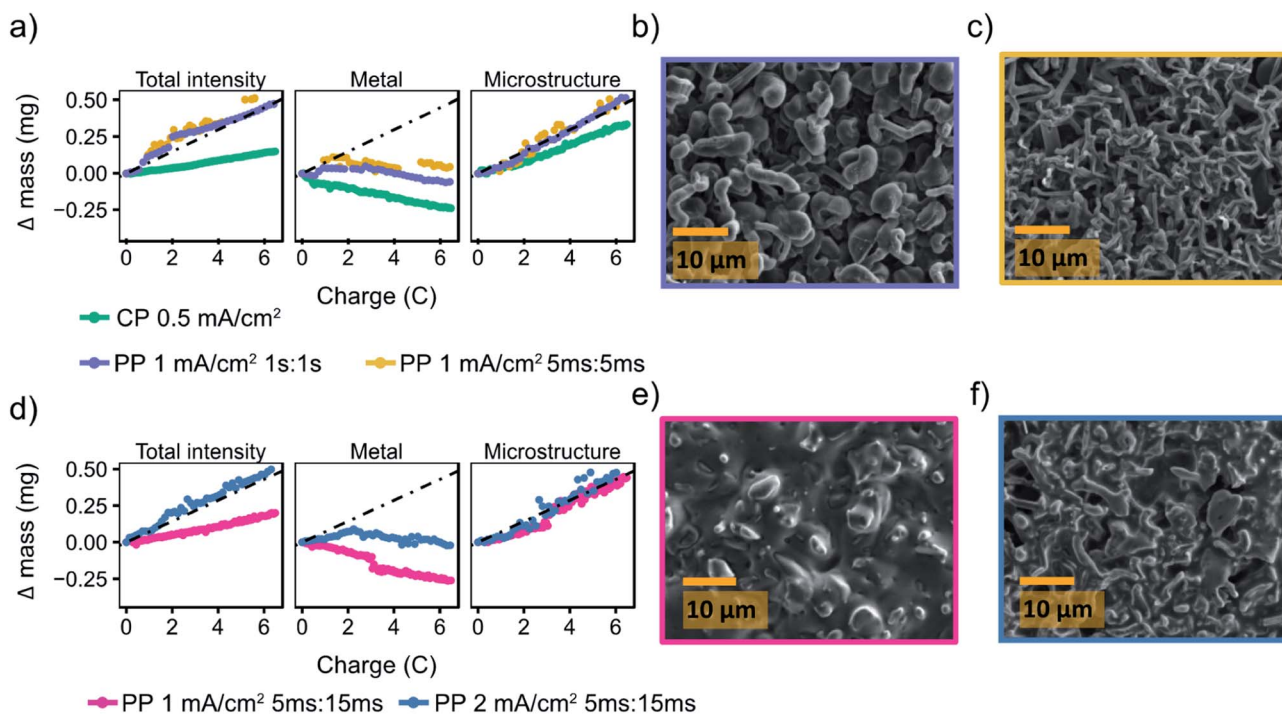 a)
b)
c)
Total intensity Metal Microstructure
Δ mass (mg)
0.50
0.25
0.00
−0.25
0 2 4 6 0 2 4 6 0 2 4 6
Charge (C)
10 µm
10 µm
CP 0.5 mA/cm²
PP 1 mA/cm² 1s:1s PP 1 mA/cm² 5ms:5ms
d)
e)
f)
Total intensity Metal Microstructure
Δ mass (mg)
0.50
0.25
0.00
−0.25
0 2 4 6 0 2 4 6 0 2 4 6
Charge (C)
10 µm
10 µm
PP 1 mA/cm² 5ms:15ms PP 2 mA/cm² 5ms:15ms